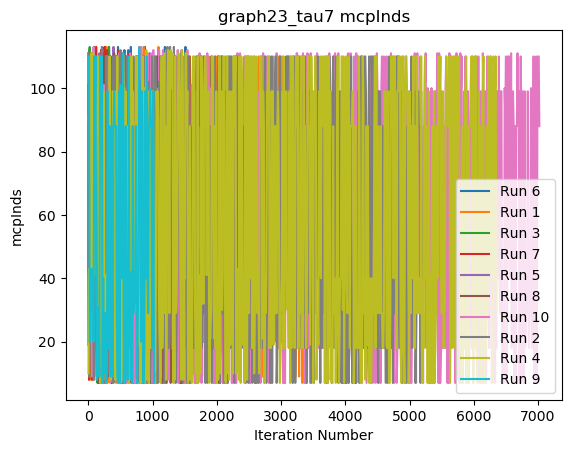 graph23_tau7 mcpInds
mcpInds
100
80
60
40
20
0
1000
2000
3000
4000
5000
6000
7000
Iteration Number
Run 6
Run 1
Run 3
Run 7
Run 5
Run 8
Run 10
Run 2
Run 4
Run 9